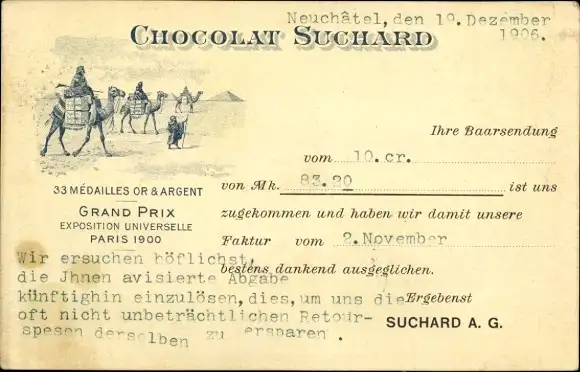 Neuchâtel, den 19. Dezember
1906.
CHOCOLAT SUCHARD
33 MÉDAILLES OR & ARGENT
GRAND PRIX
EXPOSITION UNIVERSELLE
PARIS 1900
Ihre Baarsendung
vom 10. cr.
von Mk. 83.20 ist uns
zugekommen und haben wir damit unsere
Faktur vom 2. November
bestens dankend ausgeglichen.
Wir ersuchen höflichst,
die Jhnen avisierte Abgabe
künftighin einzulösen, dies, um uns die
oft nicht unbeträchtlichen Retour-
spesen derselben zu ersparen.
Ergebenst
SUCHARD A. G.